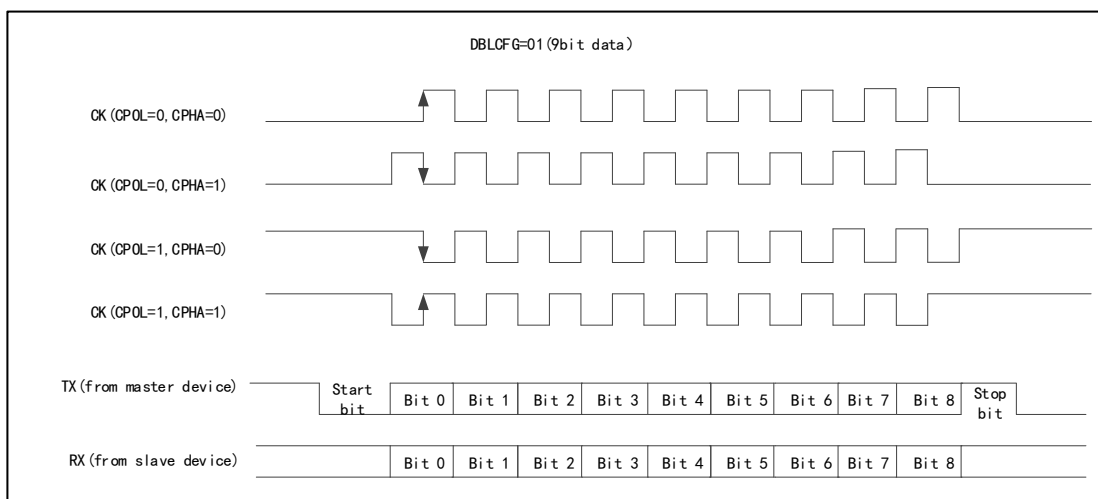 DBLCFG=01(9bit data)
CK(CPOL=0,CPHA=0)
CK(CPOL=0,CPHA=1)
CK(CPOL=1,CPHA=0)
CK(CPOL=1,CPHA=1)
TX(from master device) Start bit Bit 0 Bit 1 Bit 2 Bit 3 Bit 4 Bit 5 Bit 6 Bit 7 Bit 8 Stop bit
RX(from slave device) Bit 0 Bit 1 Bit 2 Bit 3 Bit 4 Bit 5 Bit 6 Bit 7 Bit 8